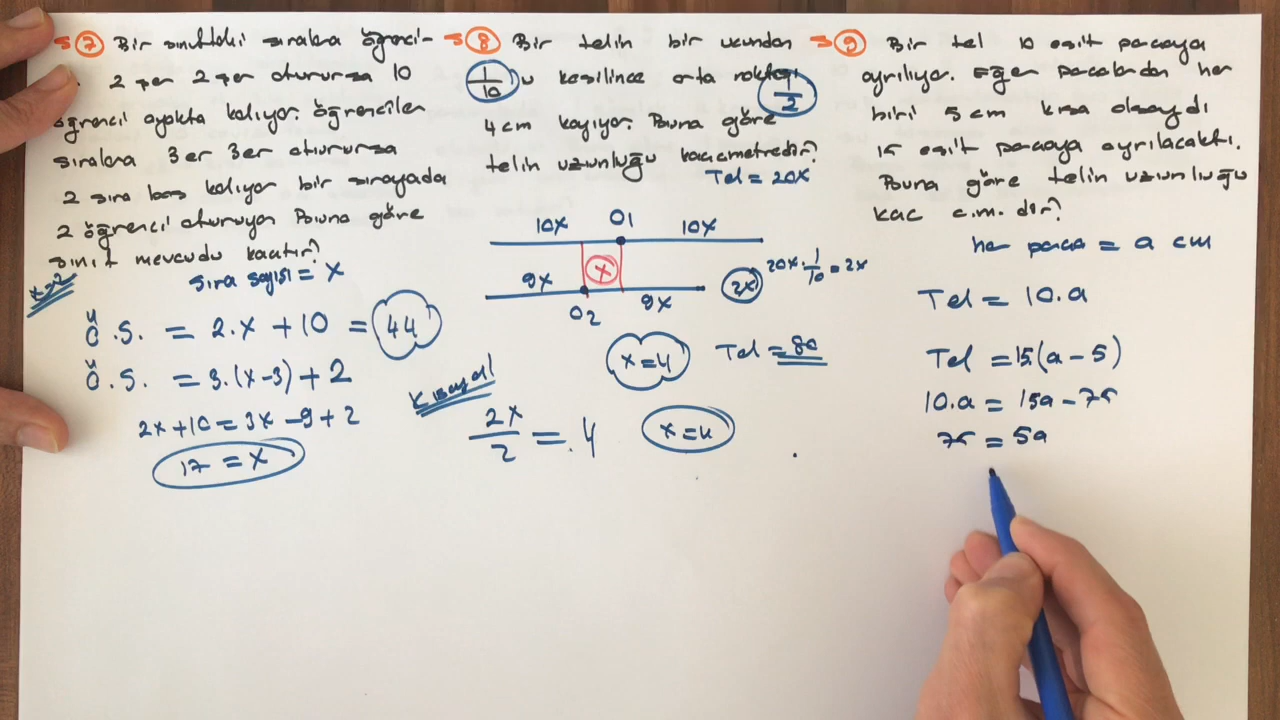 7 Bir sınıftaki sıralara öğrenci-
2 şer 2 şer oturursa 10
öğrenci ayakta kalıyor. Öğrenciler
sıralara 3er 3er oturursa
2 sıra boş kalıyor bir sırayada
2 öğrenci oturuyor Buna göre
sınıf mevcudu kaçtır?
sıra sayısı = x
Ö.S. = 2.x + 10 = 44
Ö.S. = 3.(x-3) + 2
2x + 10 = 3x - 9 + 2
17 = x
8 Bir telin bir ucundan
1/10 u kesilince orta noktası 1/2
4 cm kayıyor. Buna göre
telin uzunluğu kaç cmetredir?
Tel = 20x
10x O1 10x
20x . 1/10 = 2x
9x x 9x 2x
O2
x = 4 Tel = 80
Kısayol
2x/2 = 4 x = 4
9 Bir tel 10 eşit parçaya
ayrılıyor. Eğer parçalardan her
biri 5 cm kısa olsaydı
15 eşit parçaya ayrılacaktı.
Buna göre telin uzunluğu
kaç c.m. dir?
her parça = a cm
Tel = 10.a
Tel = 15(a - 5)
10.a = 15a - 75
75 = 5a